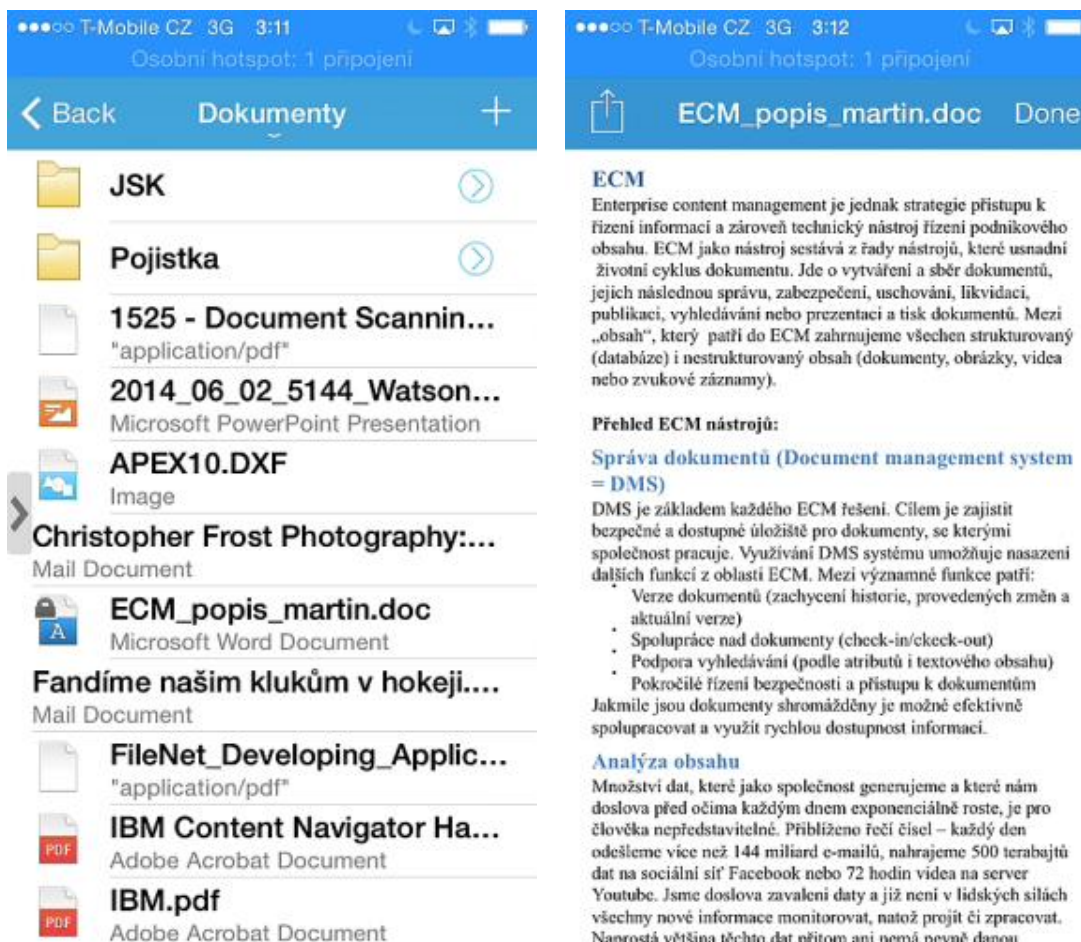 T-Mobile CZ 3G 3:11
Osobní hotspot: 1 připojení
Back Dokumenty
JSK
Pojistka
1525 - Document Scannin...
"application/pdf"
2014_06_02_5144_Watson...
Microsoft PowerPoint Presentation
APEX10.DXF
Image
Christopher Frost Photography:...
Mail Document
ECM_popis_martin.doc
Microsoft Word Document
Fandíme našim klukům v hokeji....
Mail Document
FileNet_Developing_Applic...
"application/pdf"
PDF
IBM Content Navigator Ha...
Adobe Acrobat Document
PDF
IBM.pdf
Adobe Acrobat Document
T-Mobile CZ 3G 3:12
Osobní hotspot: 1 připojení
ECM_popis_martin.doc Done
ECM
Enterprise content management je jednak strategie přístupu k
řízení informací a zároveň technický nástroj řízení podnikového
obsahu. ECM jako nástroj sestává z řady nástrojů, které usnadní
životní cyklus dokumentu. Jde o vytváření a sběr dokumentů,
jejich následnou správu, zabezpečení, uschování, likvidaci,
publikaci, vyhledávání nebo prezentaci a tisk dokumentů. Mezi
„obsah“, který patří do ECM zahrnujeme všechen strukturovaný
(databáze) i nestrukturovaný obsah (dokumenty, obrázky, videa
nebo zvukové záznamy).
Přehled ECM nástrojů:
Správa dokumentů (Document management system
= DMS)
DMS je základem každého ECM řešení. Cílem je zajistit
bezpečné a dostupné úložiště pro dokumenty, se kterými
společnost pracuje. Využívání DMS systému umožňuje nasazení
dalších funkcí z oblasti ECM. Mezi významné funkce patří:
Verze dokumentů (zachycení historie, provedených změn a
aktuální verze)
Spolupráce nad dokumenty (check-in/ckeck-out)
Podpora vyhledávání (podle atributů i textového obsahu)
Pokročilé řízení bezpečnosti a přístupu k dokumentům
Jakmile jsou dokumenty shromážděny je možné efektivně
spolupracovat a využít rychlou dostupnost informací.
Analýza obsahu
Množství dat, které jako společnost generujeme a které nám
doslova před očima každým dnem exponenciálně roste, je pro
člověka nepředstavitelné. Přiblíženo řečí čísel – každý den
odešleme více než 144 miliard e-mailů, nahrajeme 500 terabajtů
dat na sociální síť Facebook nebo 72 hodin videa na server
Youtube. Jsme doslova zavaleni daty a již není v lidských silách
všechny nové informace monitorovat, natož projít či zpracovat.
Naprostá většina těchto dat přitom ani nemá pevně danou